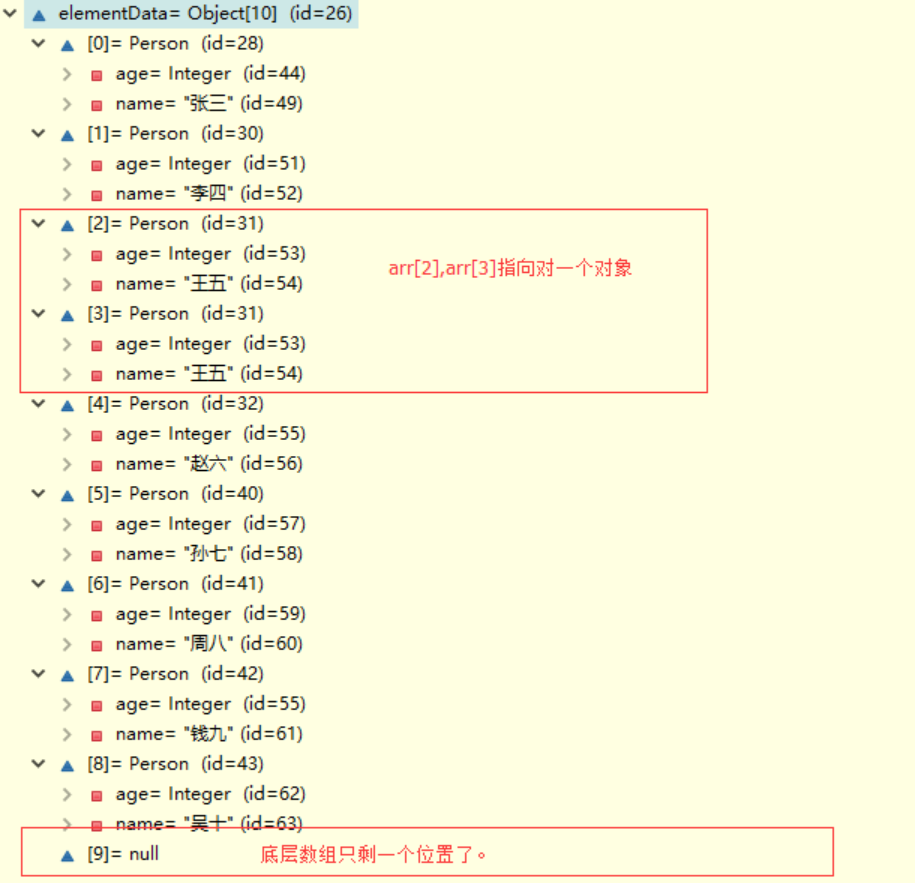 elementData= Object[10] (id=26)
[0]= Person (id=28)
age= Integer (id=44)
name= "张三" (id=49)
[1]= Person (id=30)
age= Integer (id=51)
name= "李四" (id=52)
[2]= Person (id=31)
age= Integer (id=53)
arr[2],arr[3]指向对一个对象
name= "王五" (id=54)
[3]= Person (id=31)
age= Integer (id=53)
name= "王五" (id=54)
[4]= Person (id=32)
age= Integer (id=55)
name= "赵六" (id=56)
[5]= Person (id=40)
age= Integer (id=57)
name= "孙七" (id=58)
[6]= Person (id=41)
age= Integer (id=59)
name= "周八" (id=60)
[7]= Person (id=42)
age= Integer (id=55)
name= "钱九" (id=61)
[8]= Person (id=43)
age= Integer (id=62)
name= "吴十" (id=63)
[9]= null
底层数组只剩一个位置了。